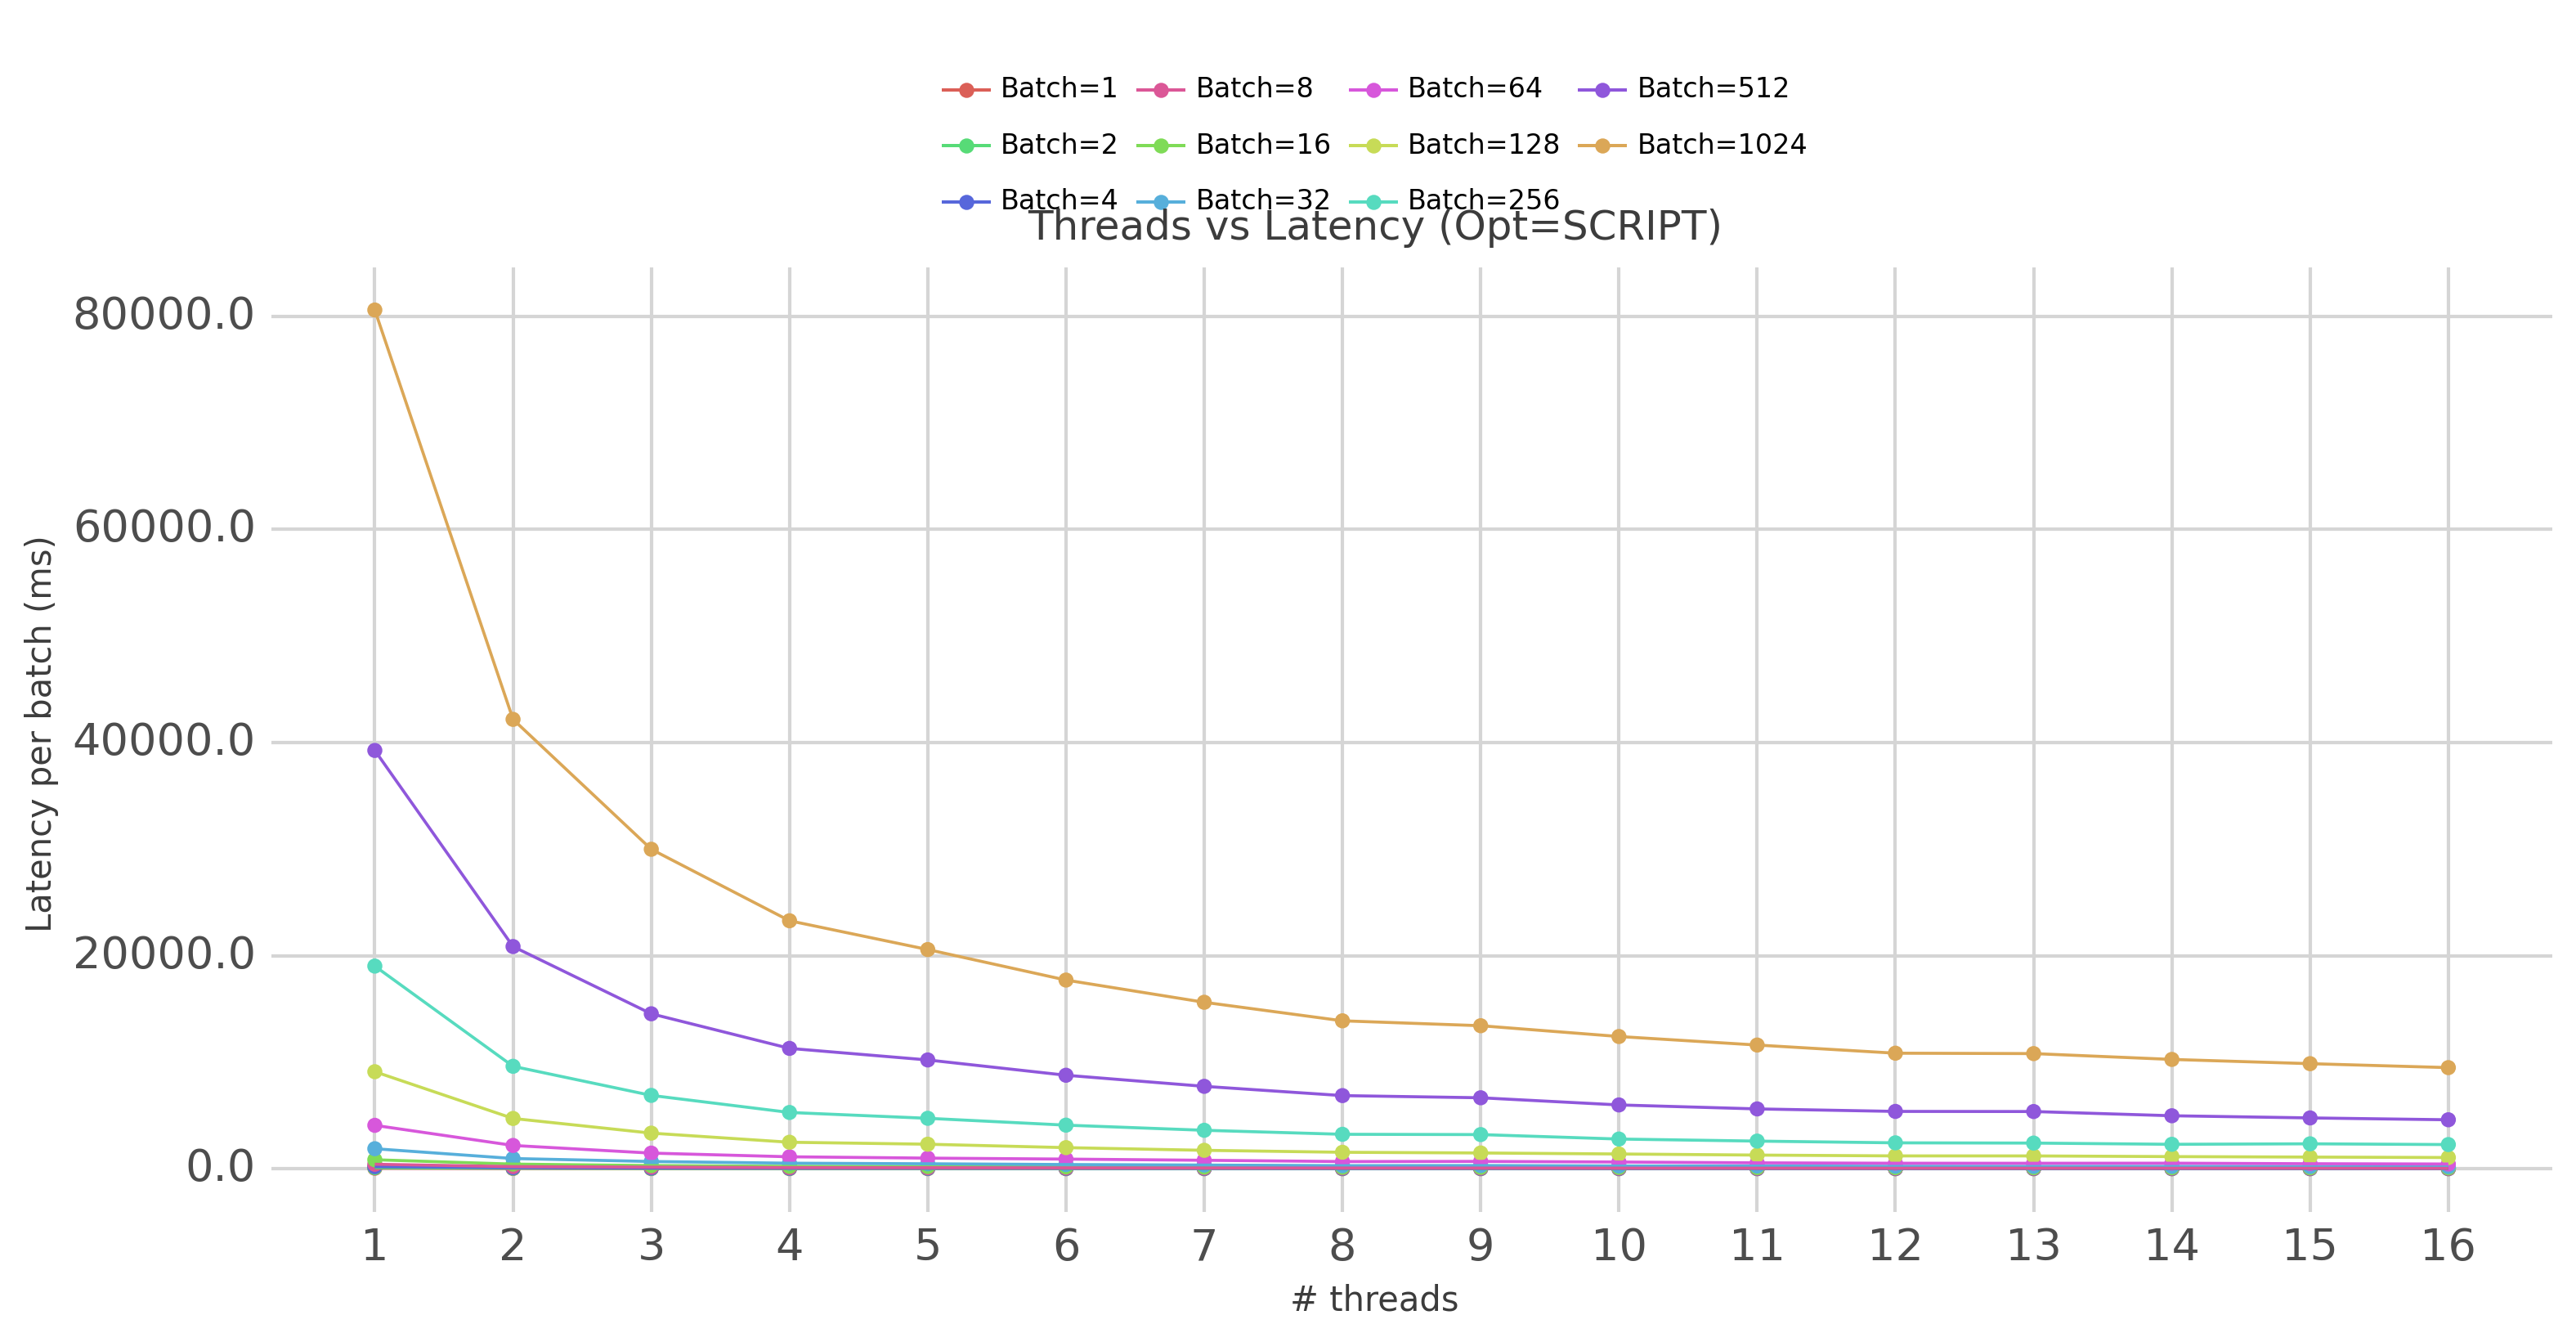 Batch=1 Batch=8 Batch=64 Batch=512
Batch=2 Batch=16 Batch=128 Batch=1024
Batch=4 Batch=32 Batch=256
Threads vs Latency (Opt=SCRIPT)
80000.0
60000.0
40000.0
20000.0
0.0
Latency per batch (ms)
1 2 3 4 5 6 7 8 9 10 11 12 13 14 15 16
# threads